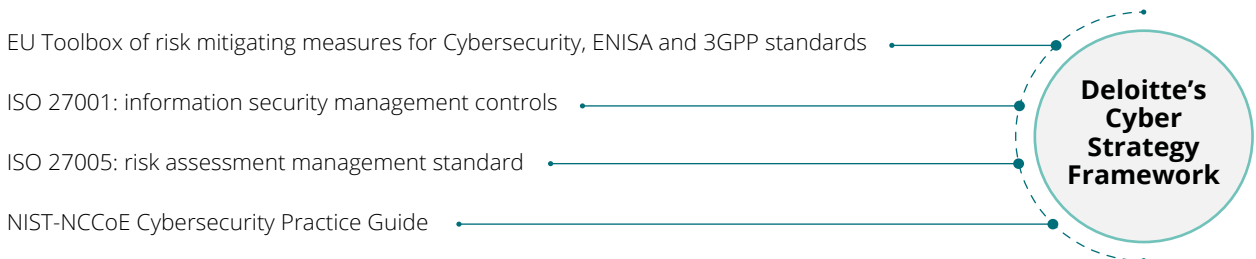 EU Toolbox of risk mitigating measures for Cybersecurity, ENISA and 3GPP standards
ISO 27001: information security management controls
ISO 27005: risk assessment management standard
NIST-NCCoE Cybersecurity Practice Guide
Deloitte’s
Cyber
Strategy
Framework